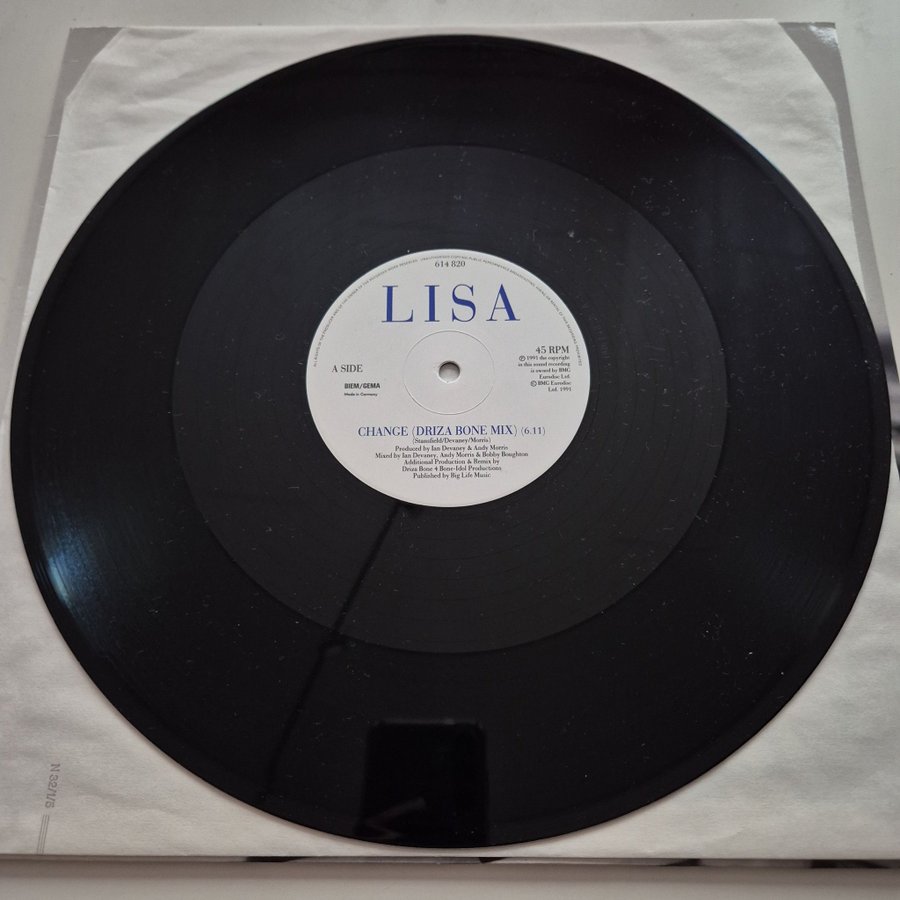 614 820
LISA
A SIDE
BIEM/GEMA
Made in Germany
45 RPM
℗ 1991 the copyright
in this sound recording
is owned by BMG
Eurodisc Ltd.
© BMG Eurodisc
Ltd. 1991
CHANGE (DRIZA BONE MIX) (6.11)
(Stansfield/Devaney/Morris)
Produced by Ian Devaney & Andy Morris
Mixed by Ian Devaney, Andy Morris & Bobby Boughton
Additional Production & Remix by
Driza Bone 4 Bone-Idol Productions
Published by Big Life Music
N 32/1/5